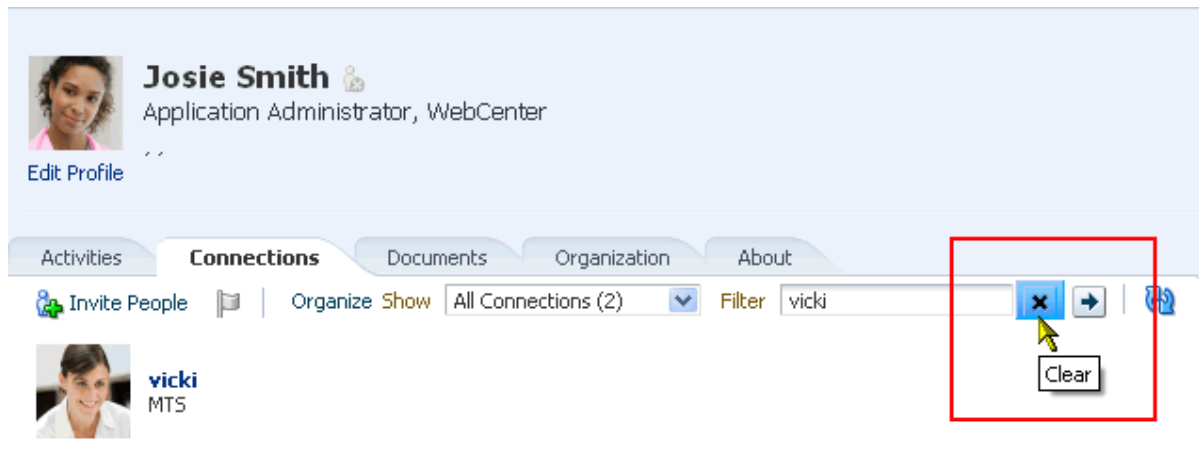 Josie Smith
Application Administrator, WebCenter
, ,
Edit Profile
Activities Connections Documents Organization About
Invite People Organize Show All Connections (2) Filter vicki
Clear
vicki
MTS